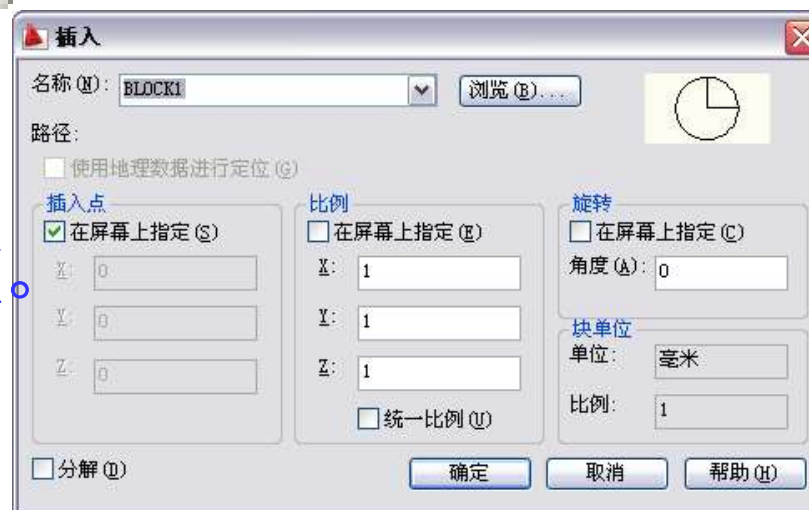 插入
名称(N): BLOCK1 浏览(B)...
路径:
使用地理数据进行定位(G)
插入点 比例 旋转
在屏幕上指定(S) 在屏幕上指定(E) 在屏幕上指定(C)
X: 0 X: 1 角度(A): 0
Y: 0 Y: 1 块单位
单位: 毫米
Z: 0 Z: 1
比例: 1
统一比例(U)
分解(D) 确定 取消 帮助(H)